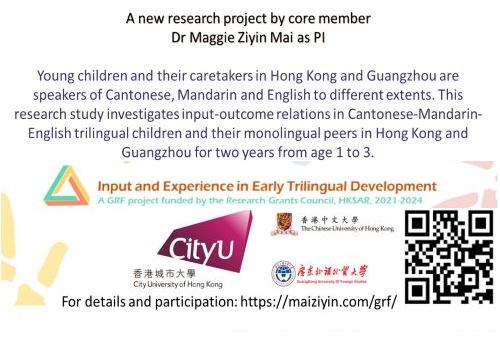 A new research project by core member
Dr Maggie Ziyin Mai as PI
Young children and their caretakers in Hong Kong and Guangzhou are
speakers of Cantonese, Mandarin and English to different extents. This
research study investigates input-outcome relations in Cantonese-Mandarin-
English trilingual children and their monolingual peers in Hong Kong and
Guangzhou for two years from age 1 to 3.
Input and Experience in Early Trilingual Development
A GRF project funded by the Research Grants Council, HKSAR, 2021-2024
香港中文大學
The Chinese University of Hong Kong
CityU
香港城市大學
City University of Hong Kong
广东外语外贸大学
GuangDong University Of Foreign Studies
For details and participation: https://maiziyin.com/grf/